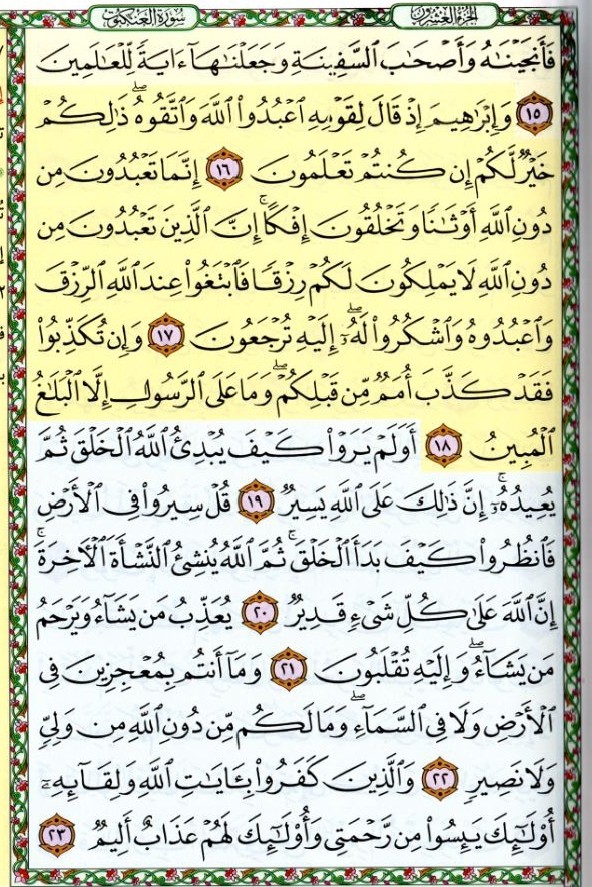 سورة العنكبوت الجزء العشرون
فَأَنجَيْنَٰهُ وَأَصْحَٰبَ ٱلسَّفِينَةِ وَجَعَلْنَٰهَآ ءَايَةً لِّلْعَٰلَمِينَ
١٥ وَإِبْرَٰهِيمَ إِذْ قَالَ لِقَوْمِهِ ٱعْبُدُوا۟ ٱللَّهَ وَٱتَّقُوهُ ۖ ذَٰلِكُمْ
خَيْرٌ لَّكُمْ إِن كُنتُمْ تَعْلَمُونَ ١٦ إِنَّمَا تَعْبُدُونَ مِن
دُونِ ٱللَّهِ أَوْثَٰنًا وَتَخْلُقُونَ إِفْكًا ۚ إِنَّ ٱلَّذِينَ تَعْبُدُونَ مِن
دُونِ ٱللَّهِ لَا يَمْلِكُونَ لَكُمْ رِزْقًا فَٱبْتَغُوا۟ عِندَ ٱللَّهِ ٱلرِّزْقَ
وَٱعْبُدُوهُ وَٱشْكُرُوا۟ لَهُۥٓ ۖ إِلَيْهِ تُرْجَعُونَ ١٧ وَإِن تُكَذِّبُوا۟
فَقَدْ كَذَّبَ أُمَمٌ مِّن قَبْلِكُمْ ۖ وَمَا عَلَى ٱلرَّسُولِ إِلَّا ٱلْبَلَٰغُ
ٱلْمُبِينُ ١٨ أَوَلَمْ يَرَوْا۟ كَيْفَ يُبْدِئُ ٱللَّهُ ٱلْخَلْقَ ثُمَّ
يُعِيدُهُۥٓ ۚ إِنَّ ذَٰلِكَ عَلَى ٱللَّهِ يَسِيرٌ ١٩ قُلْ سِيرُوا۟ فِى ٱلْأَرْضِ
فَٱنظُرُوا۟ كَيْفَ بَدَأَ ٱلْخَلْقَ ۚ ثُمَّ ٱللَّهُ يُنشِئُ ٱلنَّشْأَةَ ٱلْءَاخِرَةَ ۚ
إِنَّ ٱللَّهَ عَلَىٰ كُلِّ شَىْءٍ قَدِيرٌ ٢٠ يُعَذِّبُ مَن يَشَآءُ وَيَرْحَمُ
مَن يَشَآءُ ۖ وَإِلَيْهِ تُقْلَبُونَ ٢١ وَمَآ أَنتُم بِمُعْجِزِينَ فِى
ٱلْأَرْضِ وَلَا فِى ٱلسَّمَآءِ ۖ وَمَا لَكُم مِّن دُونِ ٱللَّهِ مِن وَلِىٍّ
وَلَا نَصِيرٍ ٢٢ وَٱلَّذِينَ كَفَرُوا۟ بِـَٔايَٰتِ ٱللَّهِ وَلِقَآئِهِۦٓ
أُو۟لَٰٓئِكَ يَئِسُوا۟ مِن رَّحْمَتِى وَأُو۟لَٰٓئِكَ لَهُمْ عَذَابٌ أَلِيمٌ ٢٣